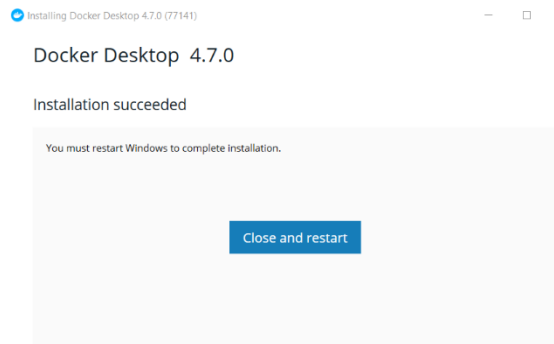 Installing Docker Desktop 4.7.0 (77141)
Docker Desktop 4.7.0
Installation succeeded
You must restart Windows to complete installation.
Close and restart